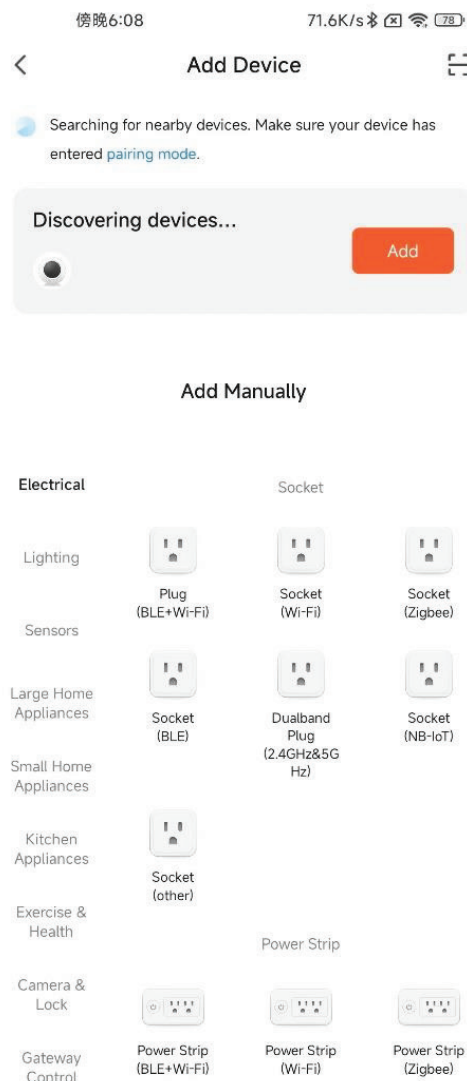 傍晚6:08 71.6K/s 78
Add Device
Searching for nearby devices. Make sure your device has
entered pairing mode.
Discovering devices...
Add
Add Manually
Electrical
Lighting
Sensors
Large Home
Appliances
Small Home
Appliances
Kitchen
Appliances
Exercise &
Health
Camera &
Lock
Gateway
Control
Socket
Plug
(BLE+Wi-Fi)
Socket
(Wi-Fi)
Socket
(Zigbee)
Socket
(BLE)
Dualband
Plug
(2.4GHz&5G
Hz)
Socket
(NB-IoT)
Socket
(other)
Power Strip
Power Strip
(BLE+Wi-Fi)
Power Strip
(Wi-Fi)
Power Strip
(Zigbee)